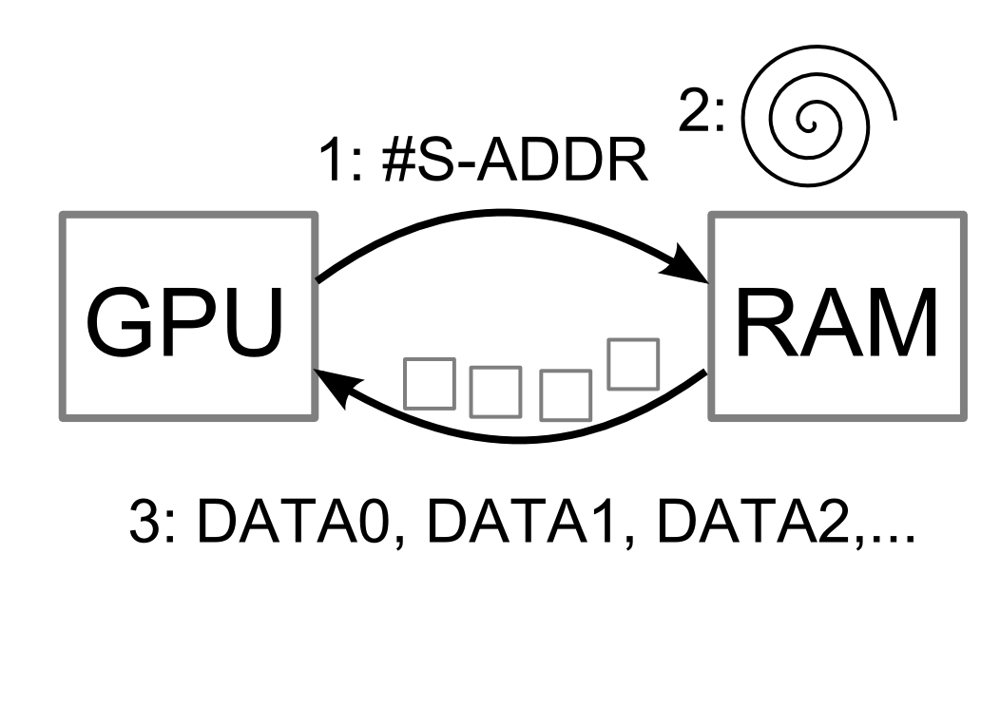 2:
1: #S-ADDR
GPU
RAM
3: DATA0, DATA1, DATA2,...